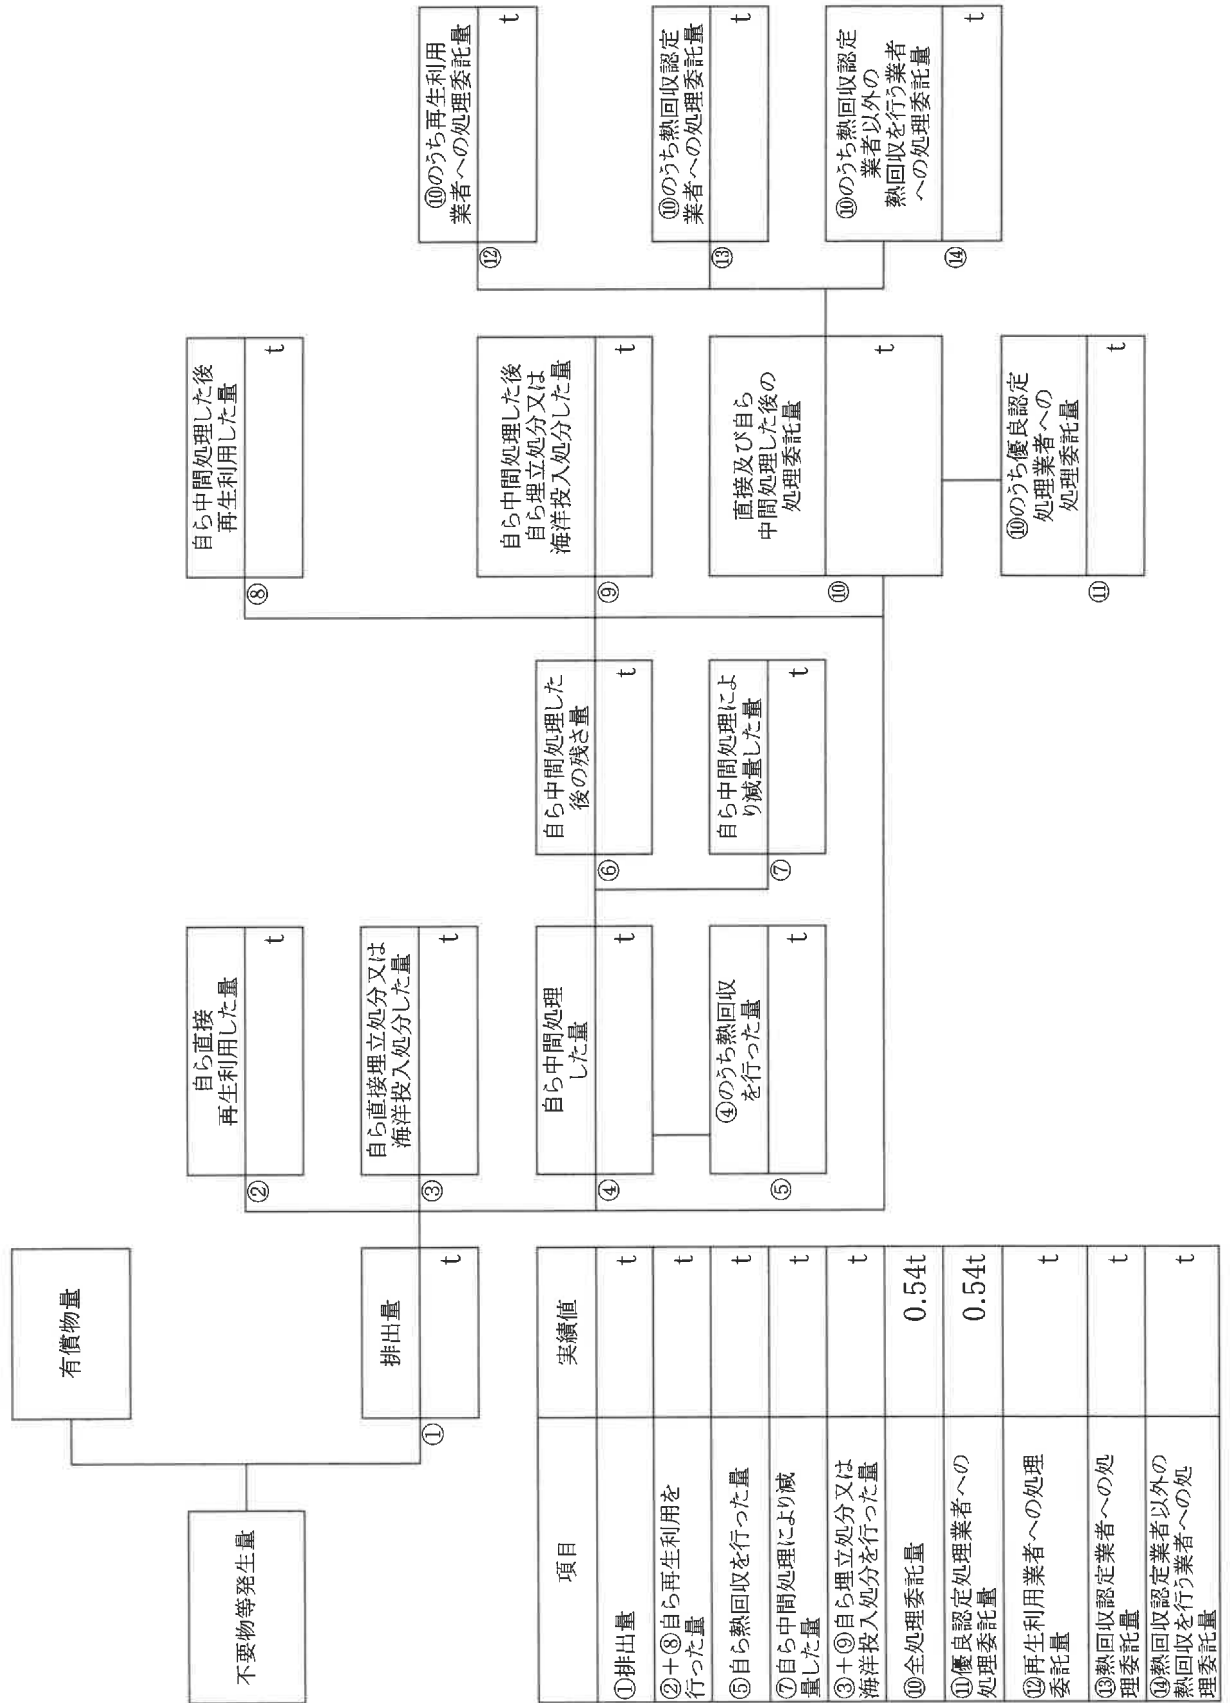 有償物量
不要物等発生量
排出量
①
t
自ら直接
再生利用した量
②
t
自ら直接埋立処分又は
海洋投入処分した量
③
t
自ら中間処理
した量
④
t
④のうち熱回収
を行った量
⑤
t
自ら中間処理した
後の残さ量
⑥
t
自ら中間処理によ
り減量した量
⑦
t
自ら中間処理した後
再生利用した量
⑧
t
自ら中間処理した後
自ら埋立処分又は
海洋投入処分した量
⑨
t
直接及び自ら
中間処理した後の
処理委託量
⑩
t
⑩のうち優良認定
処理業者への
処理委託量
⑪
t
⑩のうち再生利用
業者への処理委託量
⑫
t
⑩のうち熱回収認定
業者への処理委託量
⑬
t
⑩のうち熱回収認定
業者以外の
熱回収を行う業者
への処理委託量
⑭
t
項目 実績値
①排出量 t
②+⑧自ら再生利用を
行った量 t
⑤自ら熱回収を行った量 t
⑦自ら中間処理により減
量した量 t
③+⑨自ら埋立処分又は
海洋投入処分を行った量 t
⑩全処理委託量 0.54t
⑪優良認定処理業者への
処理委託量 0.54t
⑫再生利用業者への処理
委託量 t
⑬熱回収認定業者への処
理委託量 t
⑭熱回収認定業者以外の
熱回収を行う業者への処
理委託量 t